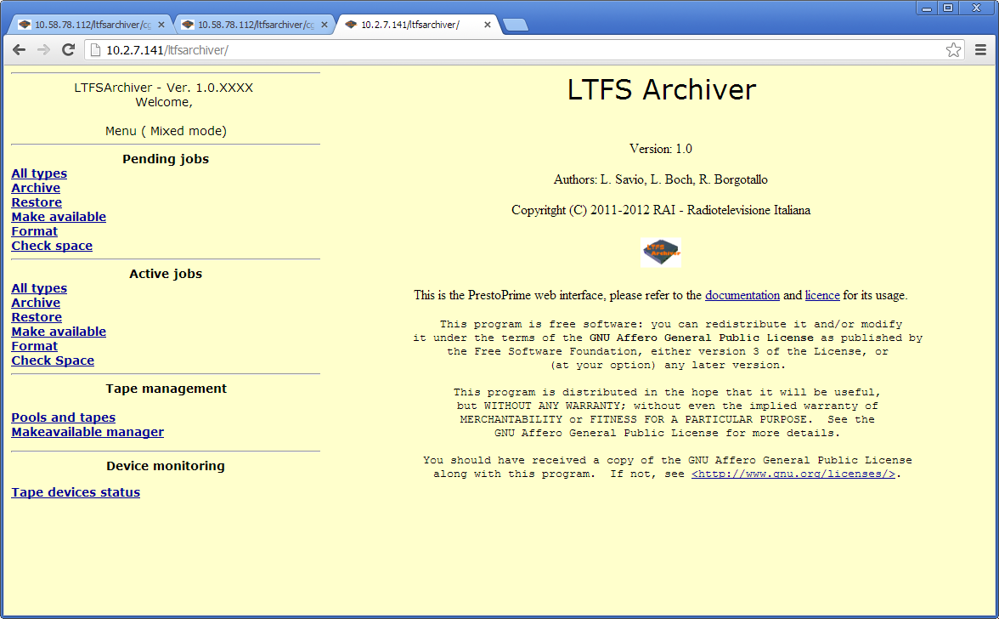 10.58.78.112/ltfsarchiver/cg
10.58.78.112/ltfsarchiver/cg
10.2.7.141/ltfsarchiver/
10.2.7.141/ltfsarchiver/
LTFSArchiver - Ver. 1.0.XXXX
Welcome,
Menu ( Mixed mode)
Pending jobs
All types
Archive
Restore
Make available
Format
Check space
Active jobs
All types
Archive
Restore
Make available
Format
Check Space
Tape management
Pools and tapes
Makeavailable manager
Device monitoring
Tape devices status
LTFS Archiver
Version: 1.0
Authors: L. Savio, L. Boch, R. Borgotallo
Copyritght (C) 2011-2012 RAI - Radiotelevisione Italiana
LTFS
Archiver
This is the PrestoPrime web interface, please refer to the documentation and licence for its usage.
This program is free software: you can redistribute it and/or modify
it under the terms of the GNU Affero General Public License as published by
the Free Software Foundation, either version 3 of the License, or
(at your option) any later version.
This program is distributed in the hope that it will be useful,
but WITHOUT ANY WARRANTY; without even the implied warranty of
MERCHANTABILITY or FITNESS FOR A PARTICULAR PURPOSE.  See the
GNU Affero General Public License for more details.
You should have received a copy of the GNU Affero General Public License
along with this program.  If not, see <http://www.gnu.org/licenses/>.